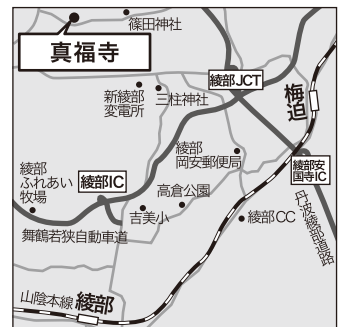 篠田神社
真福寺
綾部JCT
梅迫
新綾部
変電所
三柱神社
綾部
岡安郵便局
綾部安
国寺IC
綾部
ふれあい
牧場
綾部IC
高倉公園
吉美小
綾部CC
丹波綾部道路
舞鶴若狭自動車道
山陰本線
綾部